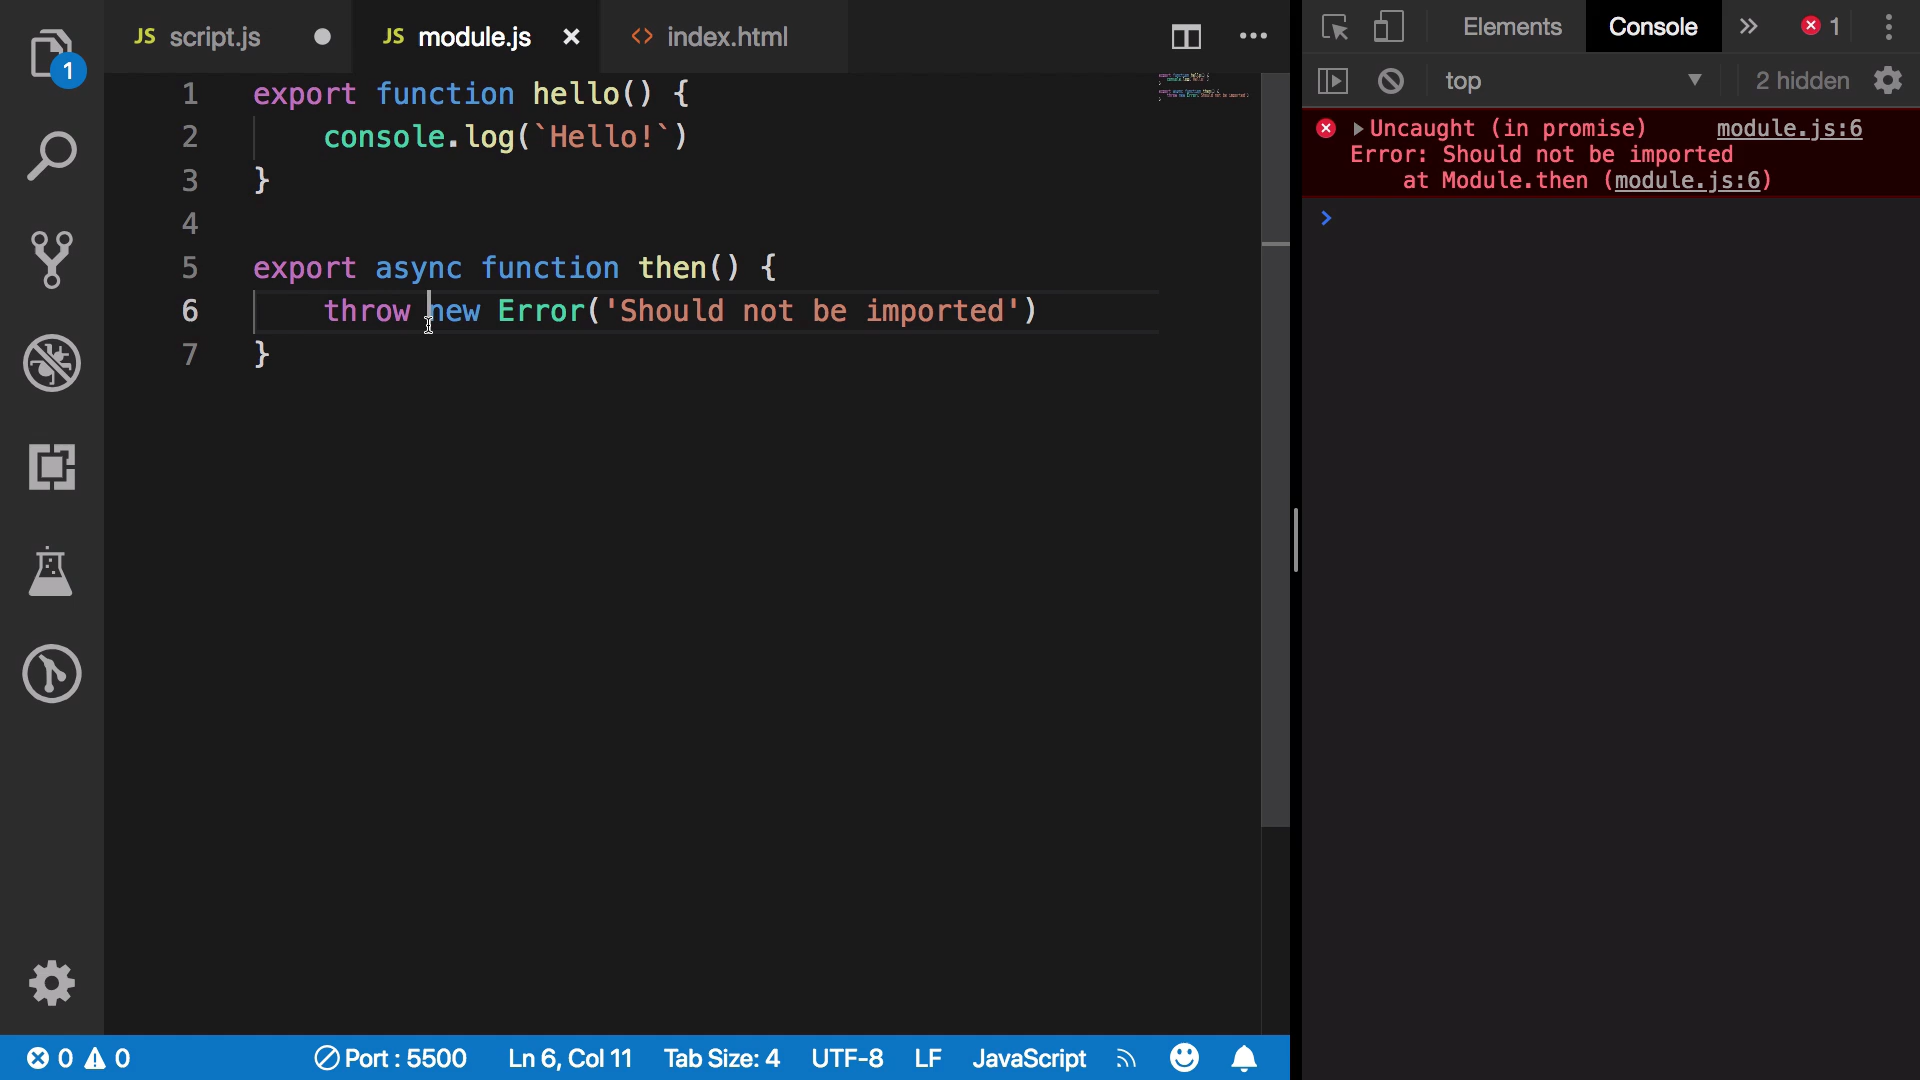 1
JS script.js
JS module.js
index.html
1 export function hello() {
2 console.log(`Hello!`)
3 }
4
5 export async function then() {
6 throw new Error('Should not be imported')
7 }
0 0 Port : 5500 Ln 6, Col 11 Tab Size: 4 UTF-8 LF JavaScript
Elements Console » 1
top ▼ 2 hidden
Uncaught (in promise) module.js:6
Error: Should not be imported
at Module.then (module.js:6)